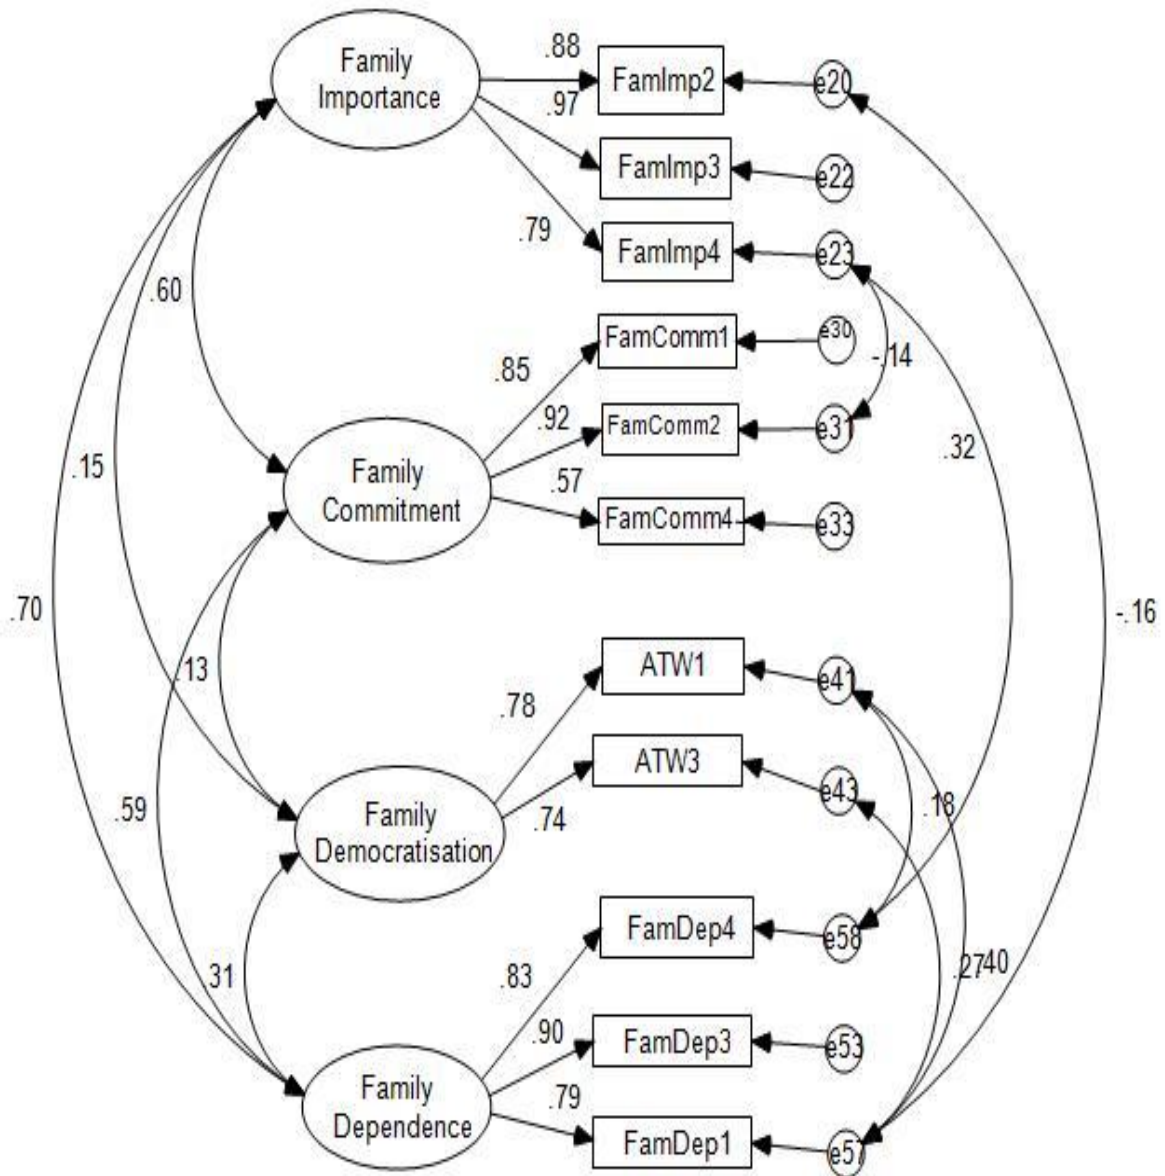 Family
Importance
.88
FamImp2
e20
.97
FamImp3
e22
.79
FamImp4
e23
.60
FamComm1
e30
-.14
.85
.92
FamComm2
e31
.32
.15
Family
Commitment
.57
FamComm4
e33
.70
-.16
.13
ATW1
e41
.78
ATW3
e43
.74
.18
.59
Family
Democratisation
FamDep4
e58
.31
.83
.27
.40
.90
FamDep3
e53
Family
Dependence
.79
FamDep1